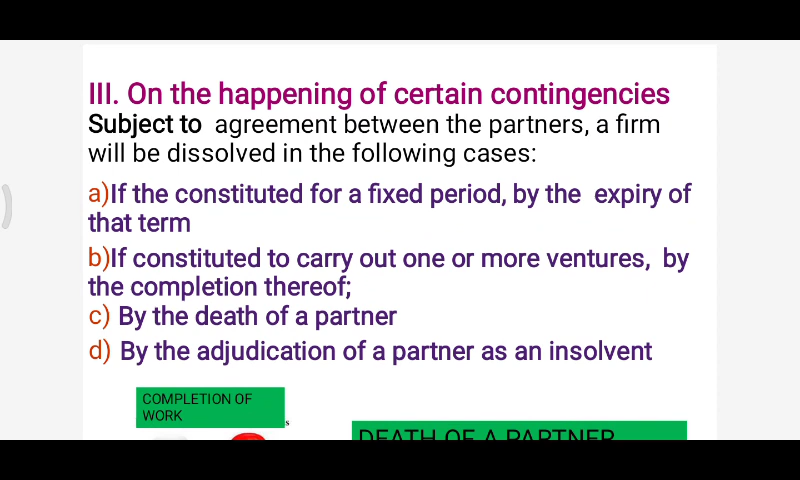 III. On the happening of certain contingencies
Subject to agreement between the partners, a firm
will be dissolved in the following cases:
a)If the constituted for a fixed period, by the expiry of
that term
b)If constituted to carry out one or more ventures, by
the completion thereof;
c) By the death of a partner
d) By the adjudication of a partner as an insolvent
COMPLETION OF
WORK
s
DEATH OF A PARTNER